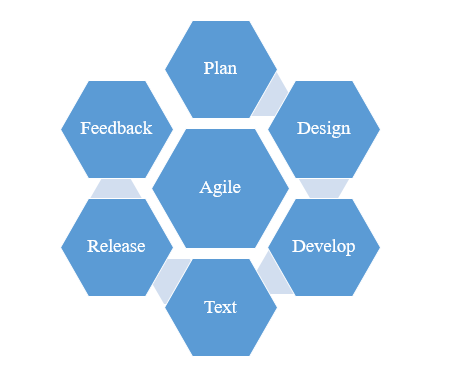 Plan
Design
Develop
Text
Release
Feedback
Agile